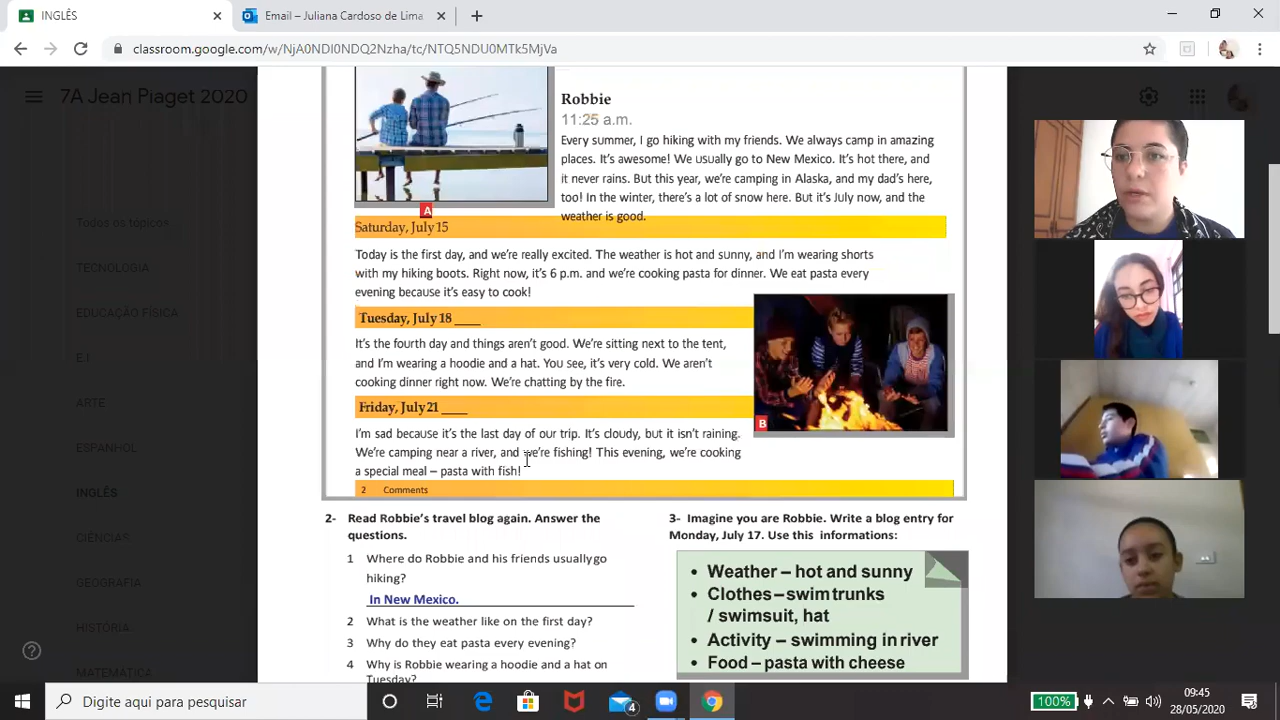 INGLÊS
Email – Juliana Cardoso de Lima
classroom.google.com/w/NjA0NDI0NDQ2Nzha/tc/NTQ5NDU0MTk5MjVa
7A Jean Piaget 2020
Todos os tópicos
TECNOLOGIA
EDUCAÇÃO FÍSICA
E.I
ARTE
ESPANHOL
INGLÊS
CIÊNCIAS
GEOGRAFIA
HISTÓRIA
MATEMÁTICA
Robbie
11:25 a.m.
Every summer, I go hiking with my friends. We always camp in amazing
places. It's awesome! We usually go to New Mexico. It's hot there, and
it never rains. But this year, we're camping in Alaska, and my dad's here,
too! In the winter, there's a lot of snow here. But it's July now, and the
weather is good.
A
Saturday, July 15
Today is the first day, and we're really excited. The weather is hot and sunny, and I'm wearing shorts
with my hiking boots. Right now, it's 6 p.m. and we're cooking pasta for dinner. We eat pasta every
evening because it's easy to cook!
Tuesday, July 18 ____
It's the fourth day and things aren't good. We're sitting next to the tent,
and I'm wearing a hoodie and a hat. You see, it's very cold. We aren't
cooking dinner right now. We're chatting by the fire.
B
Friday, July 21 ____
I'm sad because it's the last day of our trip. It's cloudy, but it isn't raining.
We're camping near a river, and we're fishing! This evening, we're cooking
a special meal – pasta with fish!
2 Comments
2- Read Robbie's travel blog again. Answer the
questions.
1 Where do Robbie and his friends usually go
hiking?
In New Mexico.
2 What is the weather like on the first day?
3 Why do they eat pasta every evening?
4 Why is Robbie wearing a hoodie and a hat on
Tuesday?
3- Imagine you are Robbie. Write a blog entry for
Monday, July 17. Use this informations:
• Weather – hot and sunny
• Clothes – swim trunks
/ swimsuit, hat
• Activity – swimming in river
• Food – pasta with cheese
Digite aqui para pesquisar
4
100%
09:45
28/05/2020